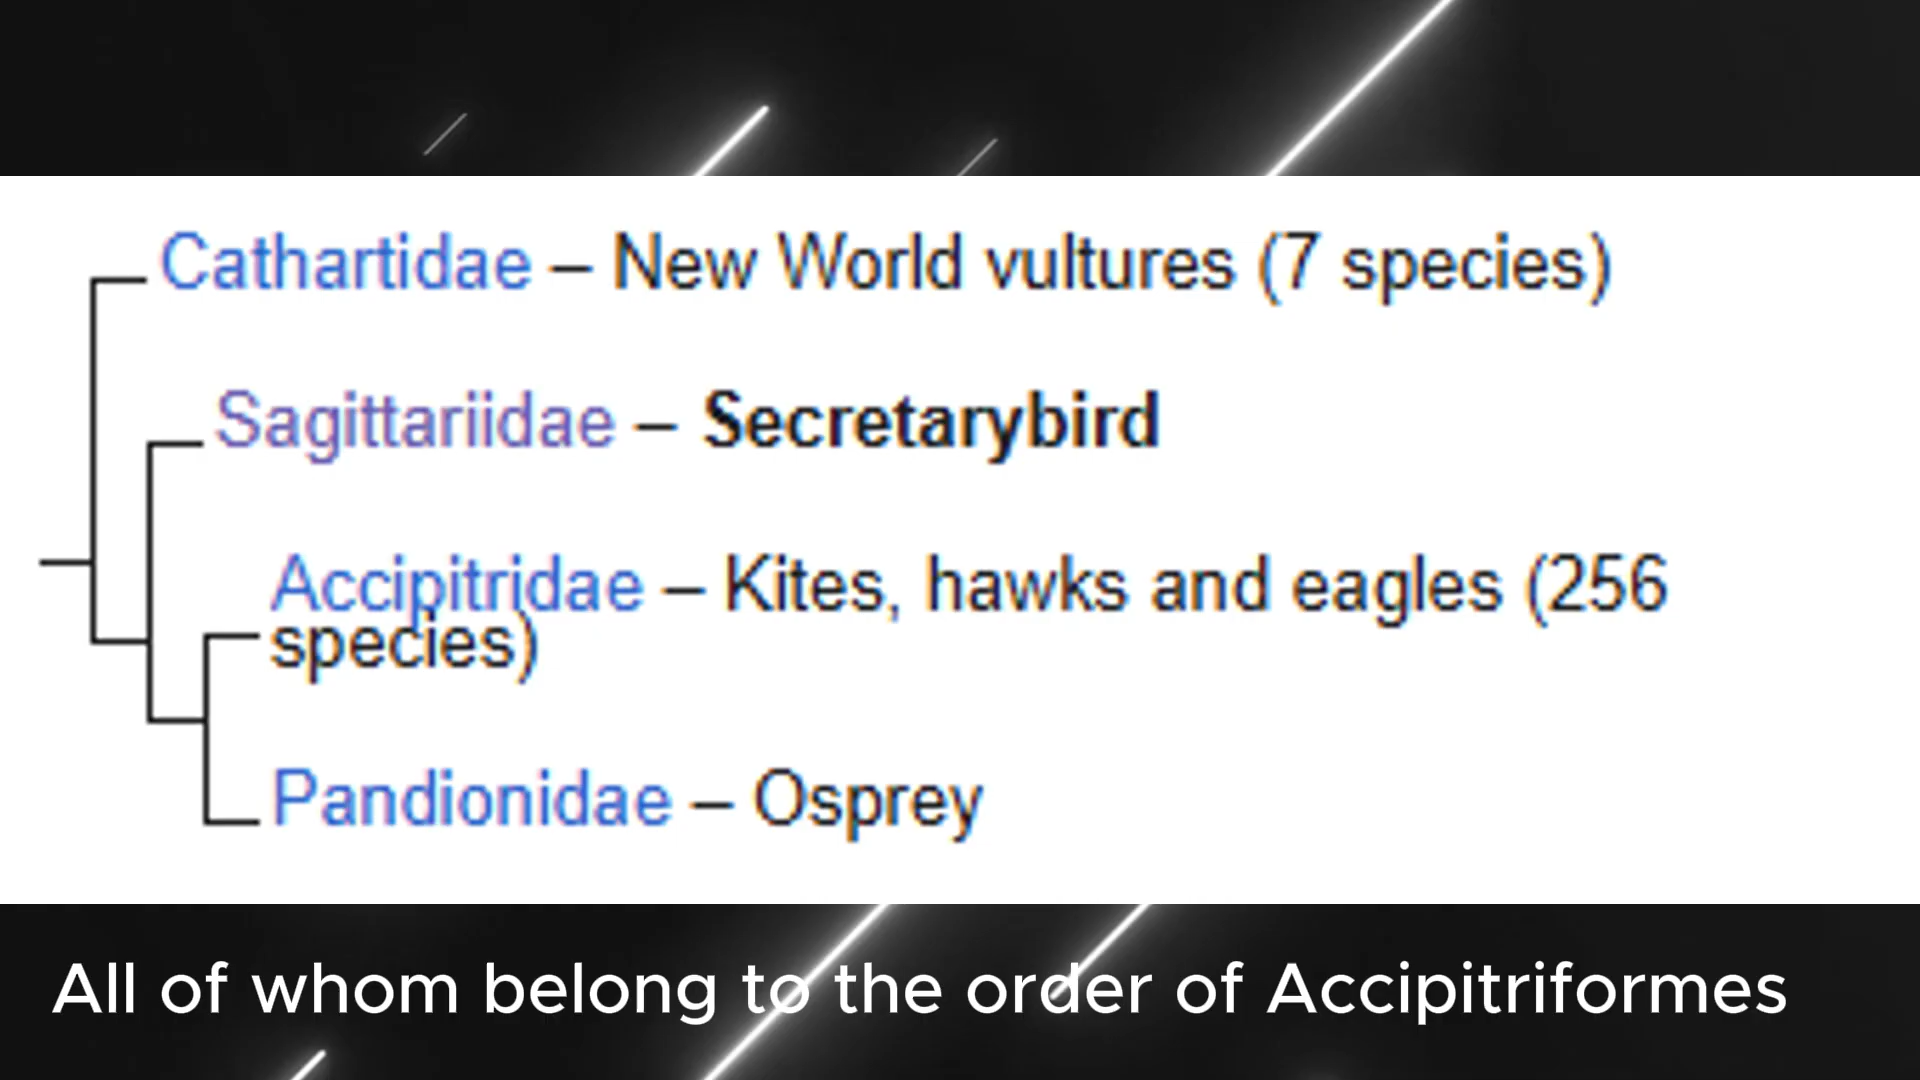 Cathartidae – New World vultures (7 species)
Sagittariidae – Secretarybird
Accipitridae – Kites, hawks and eagles (256
species)
Pandionidae – Osprey
All of whom belong to the order of Accipitriformes